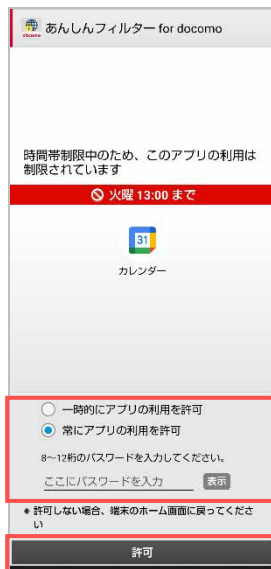 あんしんフィルター for docomo
時間帯制限中のため、このアプリの利用は
制限されています
火曜 13:00 まで
31
カレンダー
一時的にアプリの利用を許可
常にアプリの利用を許可
8〜12桁のパスワードを入力してください。
ここにパスワードを入力 表示
* 許可しない場合、端末のホーム画面に戻ってくださ
い
許可